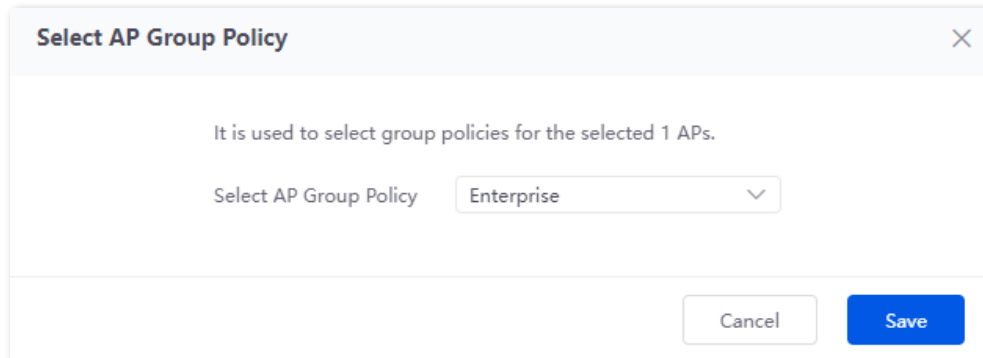 Select AP Group Policy
It is used to select group policies for the selected 1 APs.
Select AP Group Policy Enterprise
Cancel Save